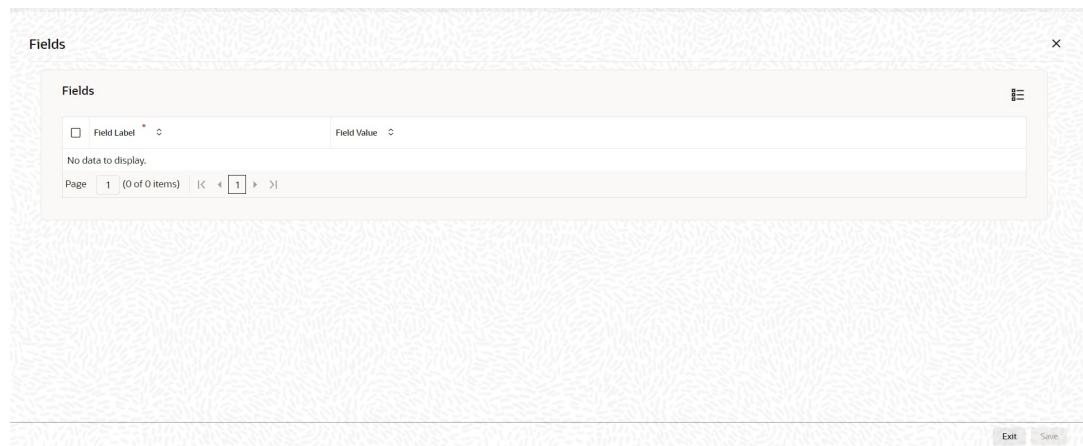 Fields
Fields
Field Label * Field Value
No data to display.
Page 1 (0 of 0 items) 1
Exit Save